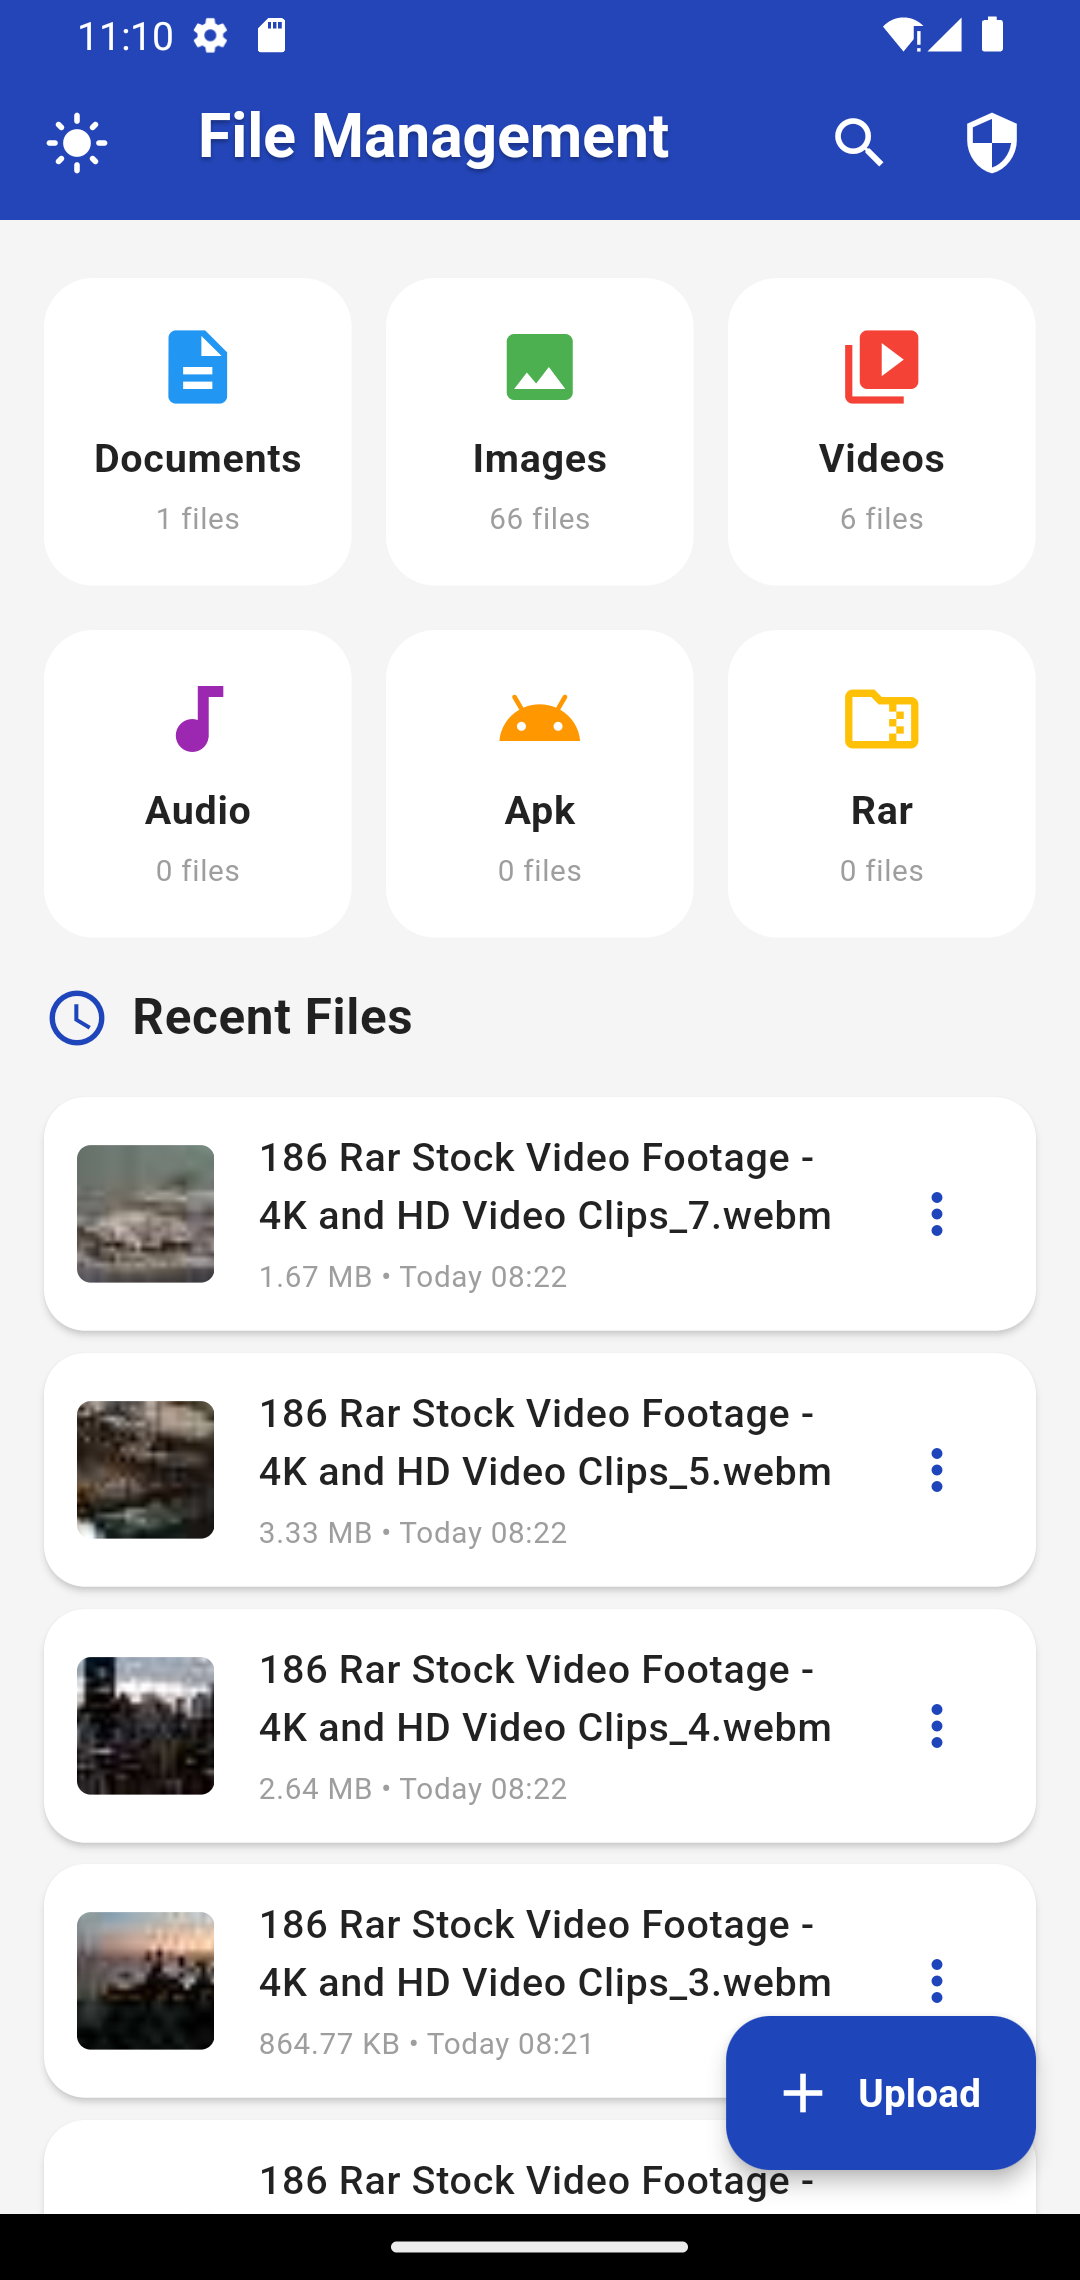 11:10
File Management
Documents
1 files
Images
66 files
Videos
6 files
Audio
0 files
Apk
0 files
Rar
0 files
Recent Files
186 Rar Stock Video Footage -
4K and HD Video Clips_7.webm
1.67 MB • Today 08:22
186 Rar Stock Video Footage -
4K and HD Video Clips_5.webm
3.33 MB • Today 08:22
186 Rar Stock Video Footage -
4K and HD Video Clips_4.webm
2.64 MB • Today 08:22
186 Rar Stock Video Footage -
4K and HD Video Clips_3.webm
864.77 KB • Today 08:21
Upload
186 Rar Stock Video Footage -